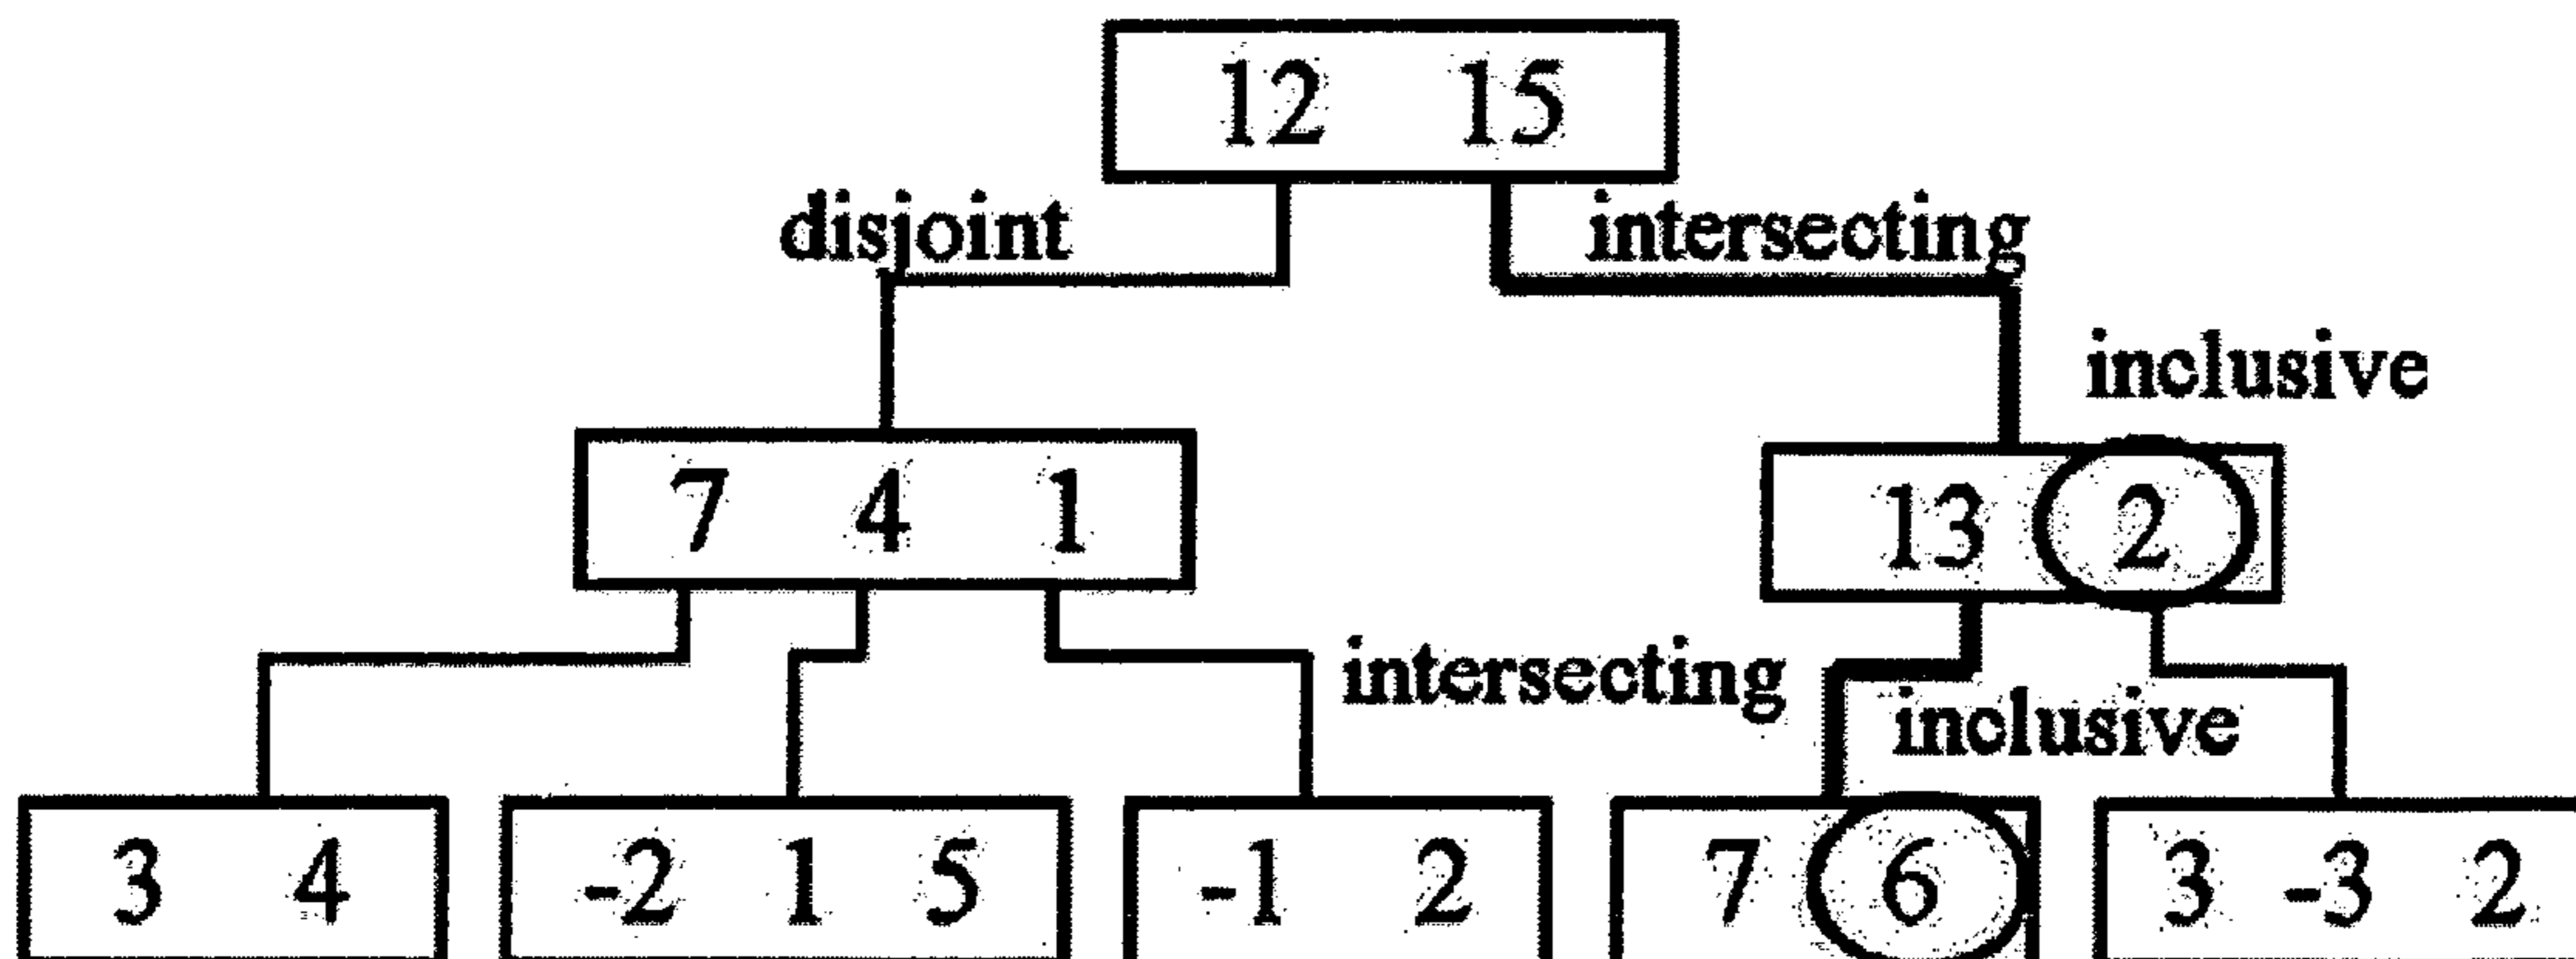 12 15
disjoint intersecting
inclusive
7 4 1 13 2
intersecting inclusive
3 4 -2 1 5 -1 2 7 6 3 -3 2